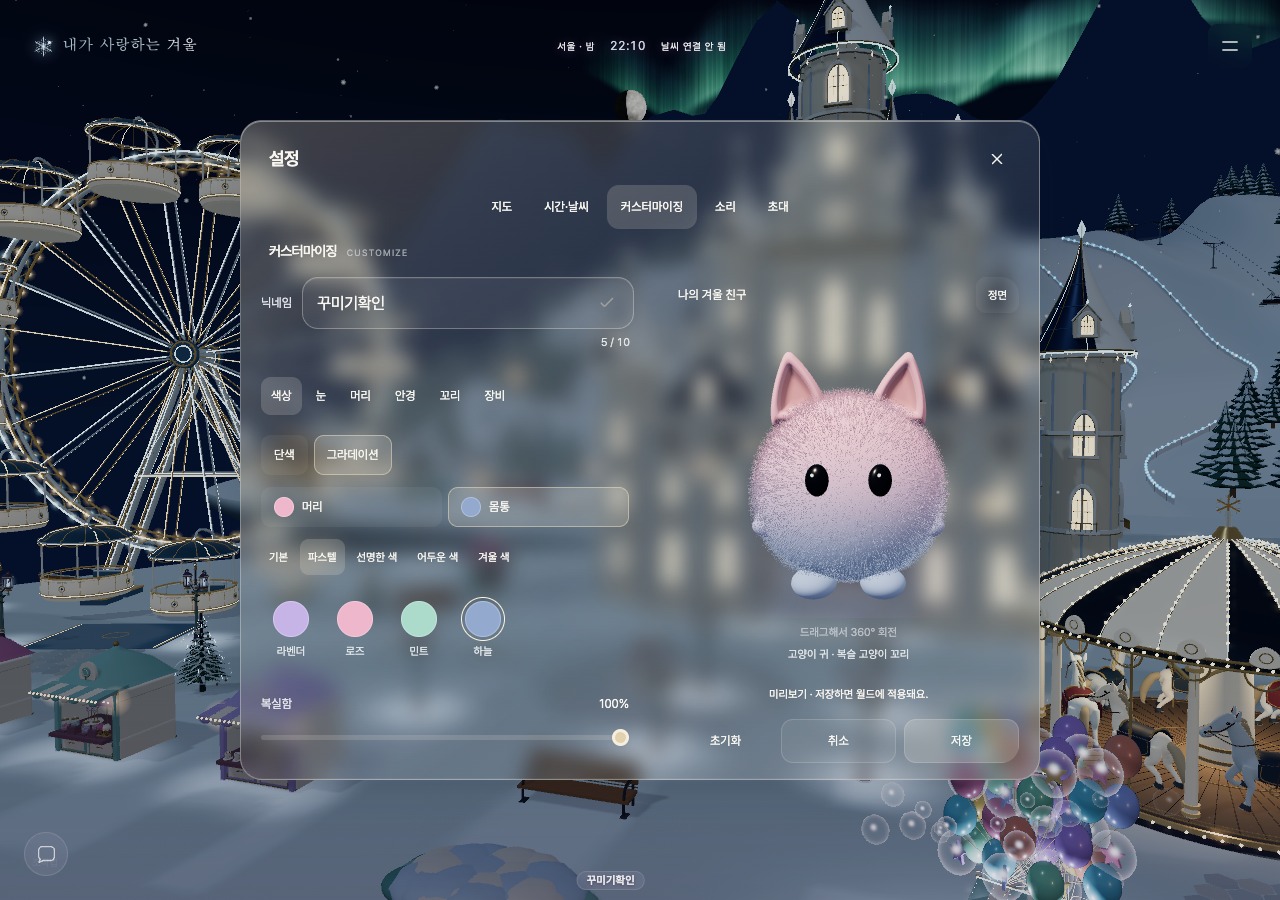 내가 사랑하는 겨울
서울 · 밤 22:10 날씨 연결 안 됨
설정
지도 시간·날씨 커스터마이징 소리 초대
커스터마이징 CUSTOMIZE
닉네임 꾸미기확인
5 / 10
색상 눈 머리 안경 꼬리 장비
단색 그라데이션
머리 몸통
기본 파스텔 선명한 색 어두운 색 겨울 색
라벤더 로즈 민트 하늘
복실함 100%
나의 겨울 친구 정면
드래그해서 360° 회전
고양이 귀 · 복슬 고양이 꼬리
미리보기 · 저장하면 월드에 적용돼요.
초기화 취소 저장
꾸미기확인